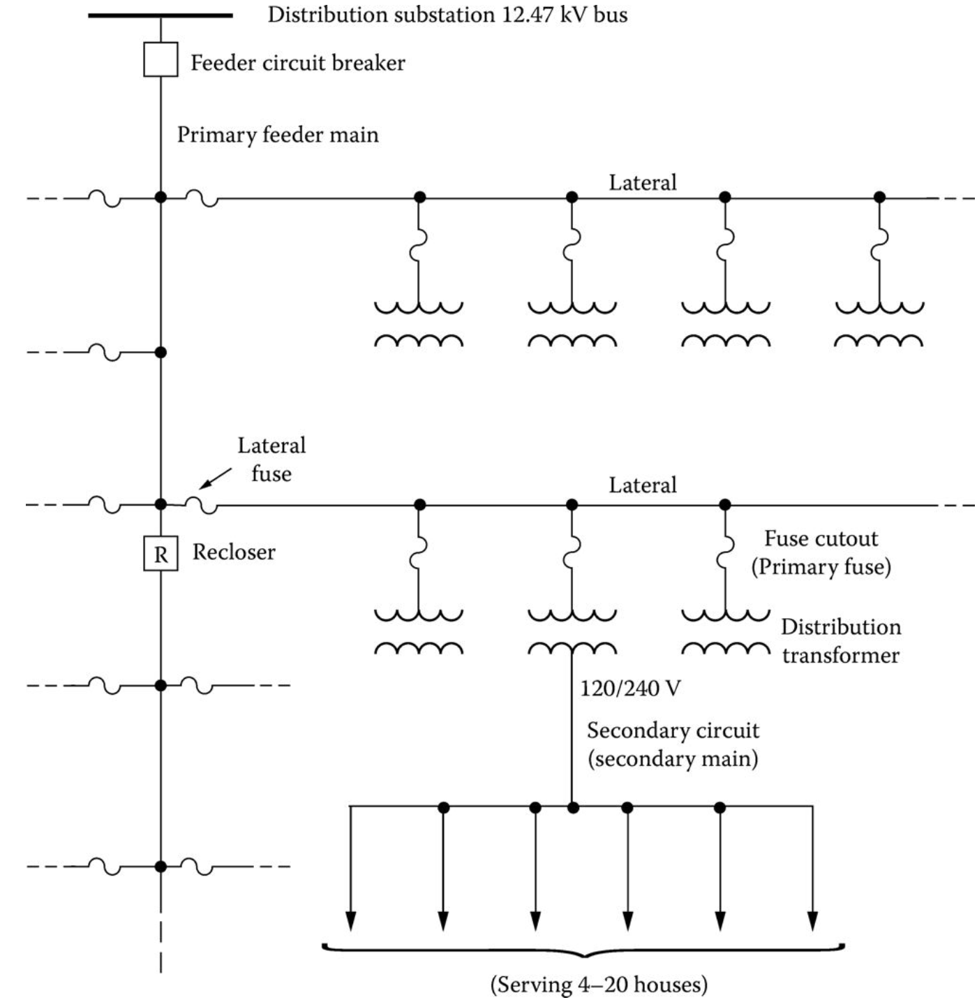 Distribution substation 12.47 kV bus
Feeder circuit breaker
Primary feeder main
Lateral
Lateral
fuse
Lateral
R
Recloser
Fuse cutout
(Primary fuse)
Distribution
transformer
120/240 V
Secondary circuit
(secondary main)
(Serving 4–20 houses)